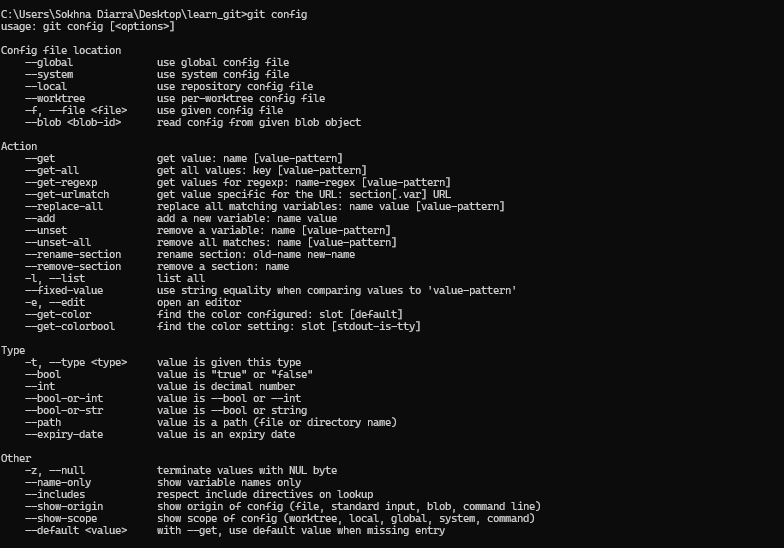 C:\Users\Sokhna Diarra\Desktop\learn_git>git config
usage: git config [<options>]

Config file location
    --global              use global config file
    --system              use system config file
    --local               use repository config file
    --worktree            use per-worktree config file
    -f, --file <file>     use given config file
    --blob <blob-id>      read config from given blob object

Action
    --get                 get value: name [value-pattern]
    --get-all             get all values: key [value-pattern]
    --get-regexp          get values for regexp: name-regex [value-pattern]
    --get-urlmatch        get value specific for the URL: section[.var] URL
    --replace-all         replace all matching variables: name value [value-pattern]
    --add                 add a new variable: name value
    --unset               remove a variable: name [value-pattern]
    --unset-all           remove all matches: name [value-pattern]
    --rename-section      rename section: old-name new-name
    --remove-section      remove a section: name
    -l, --list            list all
    --fixed-value         use string equality when comparing values to 'value-pattern'
    -e, --edit            open an editor
    --get-color           find the color configured: slot [default]
    --get-colorbool       find the color setting: slot [stdout-is-tty]

Type
    -t, --type <type>     value is given this type
    --bool                value is "true" or "false"
    --int                 value is decimal number
    --bool-or-int         value is --bool or --int
    --bool-or-str         value is --bool or string
    --path                value is a path (file or directory name)
    --expiry-date         value is an expiry date

Other
    -z, --null            terminate values with NUL byte
    --name-only           show variable names only
    --includes            respect include directives on lookup
    --show-origin         show origin of config (file, standard input, blob, command line)
    --show-scope          show scope of config (worktree, local, global, system, command)
    --default <value>     with --get, use default value when missing entry